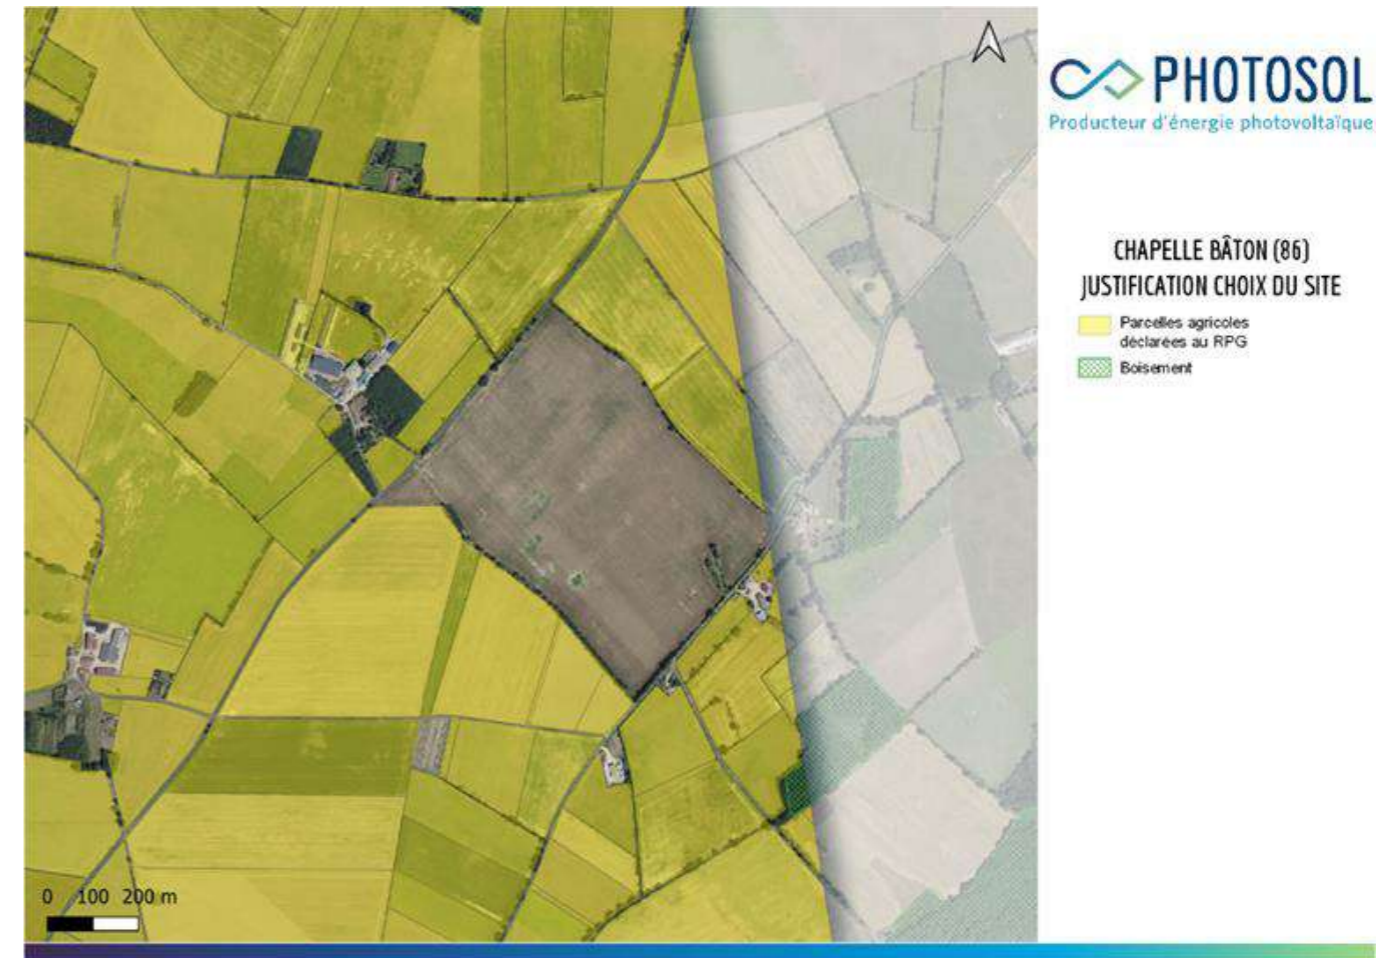 PHOTOSOL
Producteur d'énergie photovoltaïque
CHAPELLE BÂTON (86)
JUSTIFICATION CHOIX DU SITE
Parcelles agricoles
déclarées au RPG
Boisement
0 100 200 m